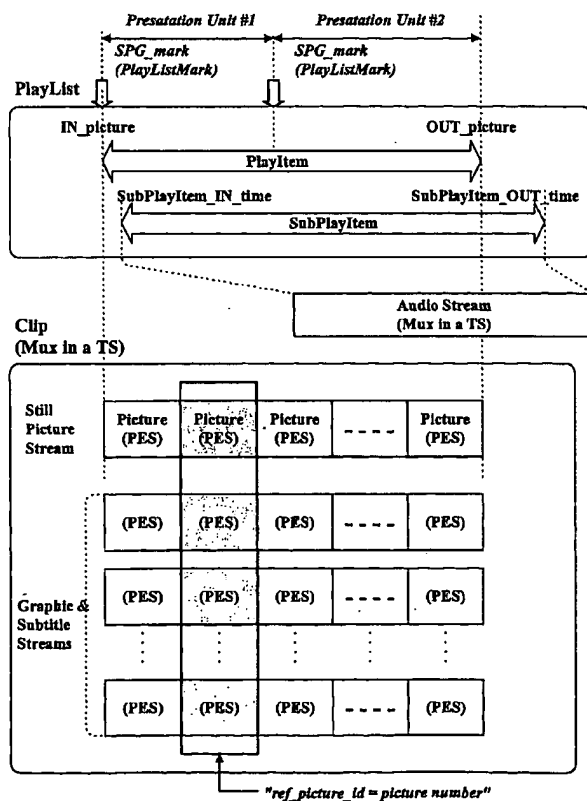 Presatation Unit #1
Presatation Unit #2
SPG_mark
(PlayListMark)
SPG_mark
(PlayListMark)
PlayList
IN_picture
OUT_picture
PlayItem
SubPlayItem_IN_time
SubPlayItem_OUT_time
SubPlayItem
Audio Stream
(Mux in a TS)
Clip
(Mux in a TS)
Still
Picture
Stream
Picture
(PES)
Picture
(PES)
Picture
(PES)
Picture
(PES)
(PES)
(PES)
(PES)
(PES)
Graphic &
Subtitle
Streams
(PES)
(PES)
(PES)
(PES)
(PES)
(PES)
(PES)
(PES)
"ref_picture_id = picture number"